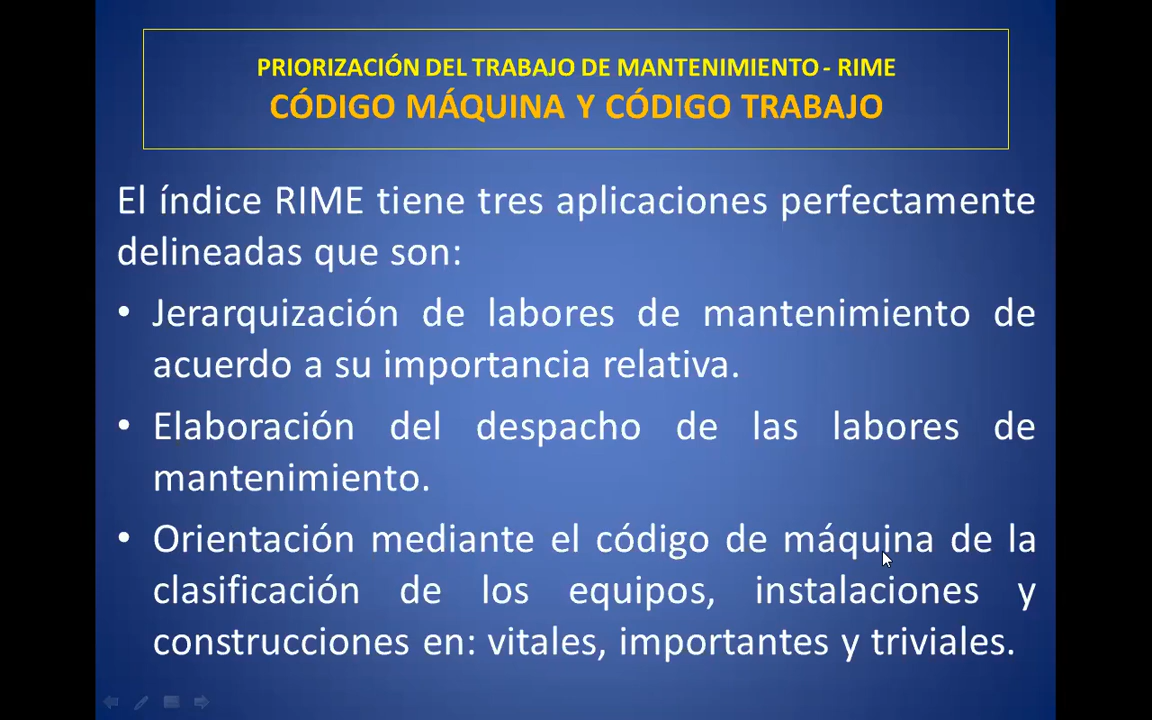 PRIORIZACIÓN DEL TRABAJO DE MANTENIMIENTO - RIME
CÓDIGO MÁQUINA Y CÓDIGO TRABAJO
El índice RIME tiene tres aplicaciones perfectamente
delineadas que son:
• Jerarquización de labores de mantenimiento de
acuerdo a su importancia relativa.
• Elaboración del despacho de las labores de
mantenimiento.
• Orientación mediante el código de máquina de la
clasificación de los equipos, instalaciones y
construcciones en: vitales, importantes y triviales.